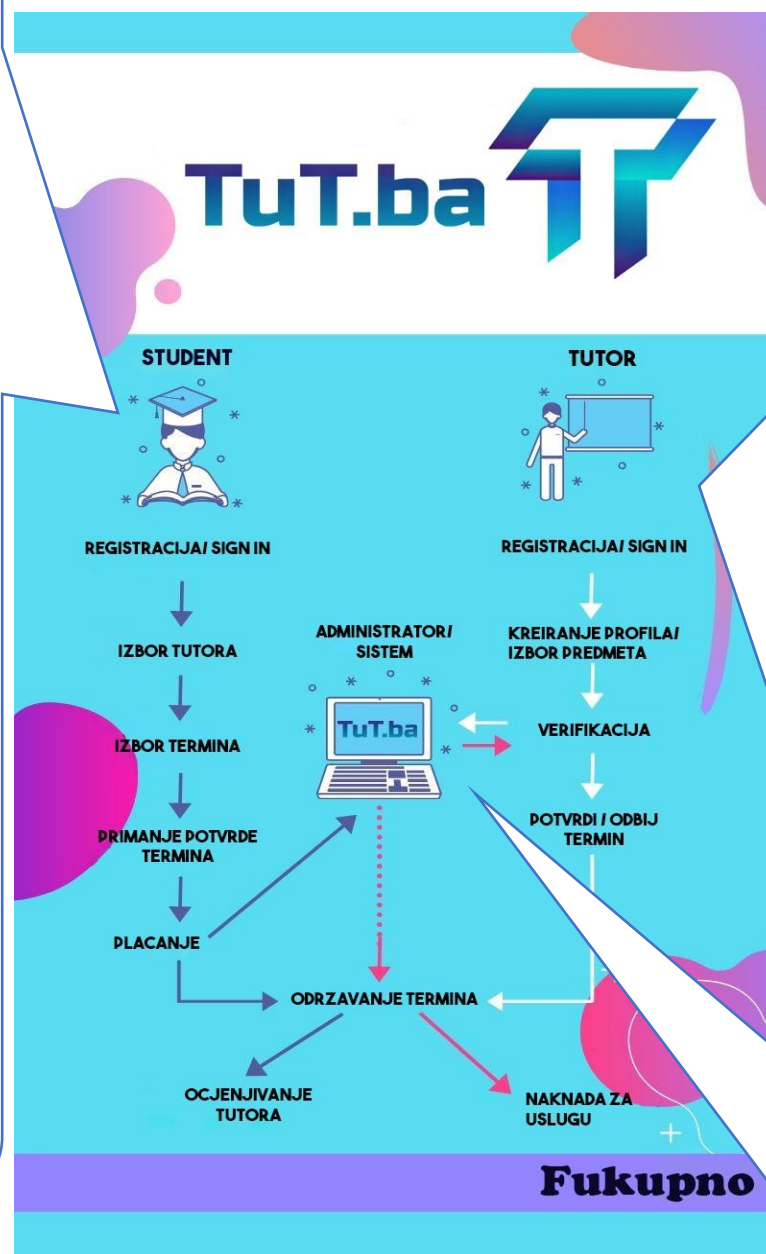 TuT.ba
STUDENT
REGISTRACIJA/ SIGN IN
IZBOR TUTORA
IZBOR TERMINA
PRIMANJE POTVRDE
TERMINA
PLACANJE
ADMINISTRATOR/
SISTEM
TuT.ba
TUTOR
REGISTRACIJA/ SIGN IN
KREIRANJE PROFILA/
IZBOR PREDMETA
VERIFIKACIJA
POTVRDI / ODBIJ
TERMIN
ODRZAVANJE TERMINA
OCJENJIVANJE
TUTORA
NAKNADA ZA
USLUGU
Fukupno